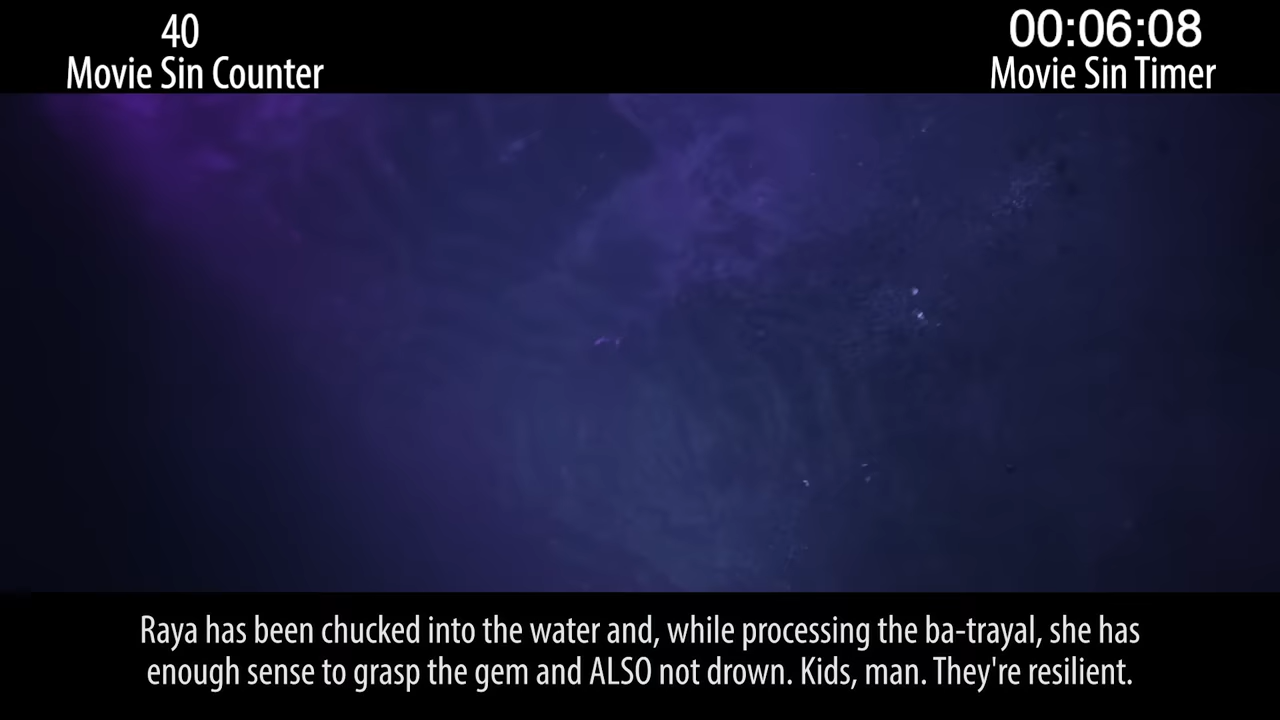 40
Movie Sin Counter
00:06:08
Movie Sin Timer
Raya has been chucked into the water and, while processing the ba-trayal, she has
enough sense to grasp the gem and ALSO not drown. Kids, man. They're resilient.